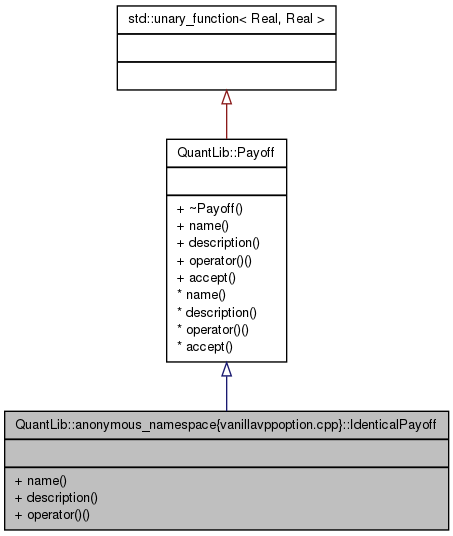 std::unary_function< Real, Real >
QuantLib::Payoff
+ ~Payoff()
+ name()
+ description()
+ operator()()
+ accept()
* name()
* description()
* operator()()
* accept()
QuantLib::anonymous_namespace{vanillavppoption.cpp}::IdenticalPayoff
+ name()
+ description()
+ operator()()